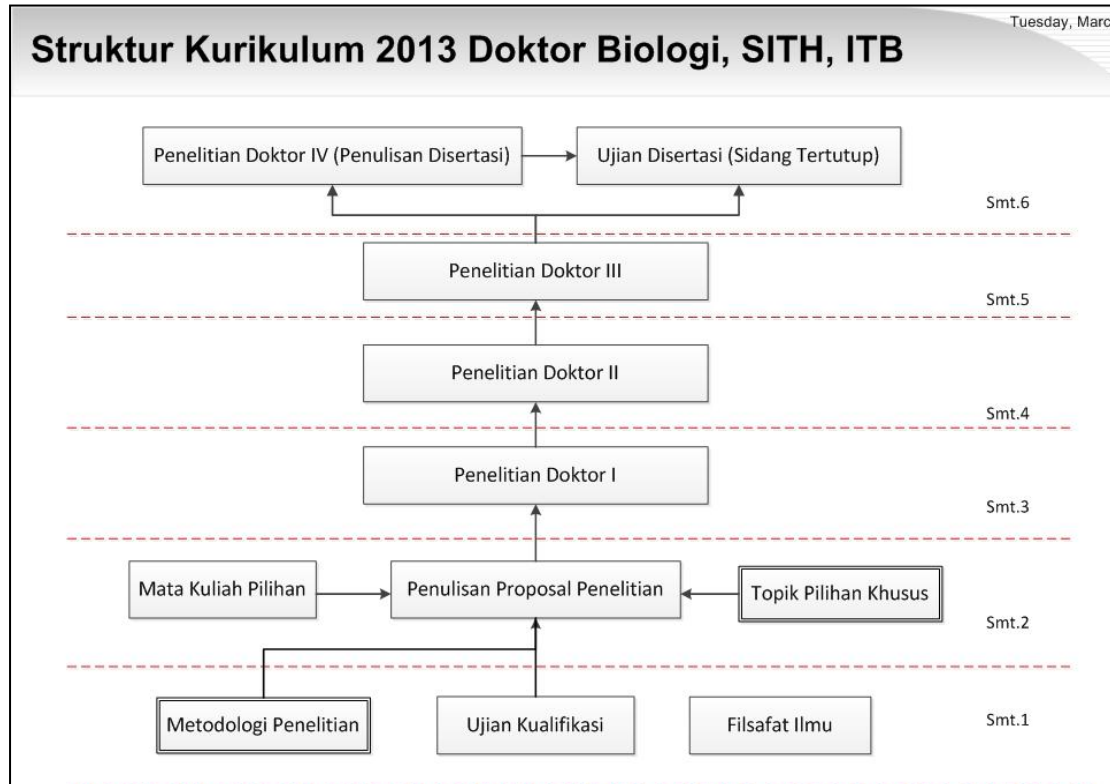 Tuesday, Marc
Struktur Kurikulum 2013 Doktor Biologi, SITH, ITB
Penelitian Doktor IV (Penulisan Disertasi)
Ujian Disertasi (Sidang Tertutup)
Smt.6
Penelitian Doktor III
Smt.5
Penelitian Doktor II
Smt.4
Penelitian Doktor I
Smt.3
Mata Kuliah Pilihan
Penulisan Proposal Penelitian
Topik Pilihan Khusus
Smt.2
Metodologi Penelitian
Ujian Kualifikasi
Filsafat Ilmu
Smt.1